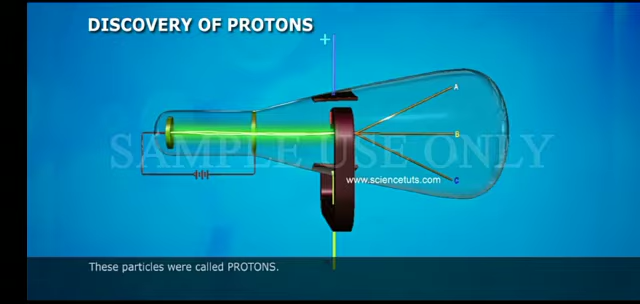 DISCOVERY OF PROTONS
+
A
B
SAMPLE USE ONLY
www.sciencetuts.com
C
These particles were called PROTONS.